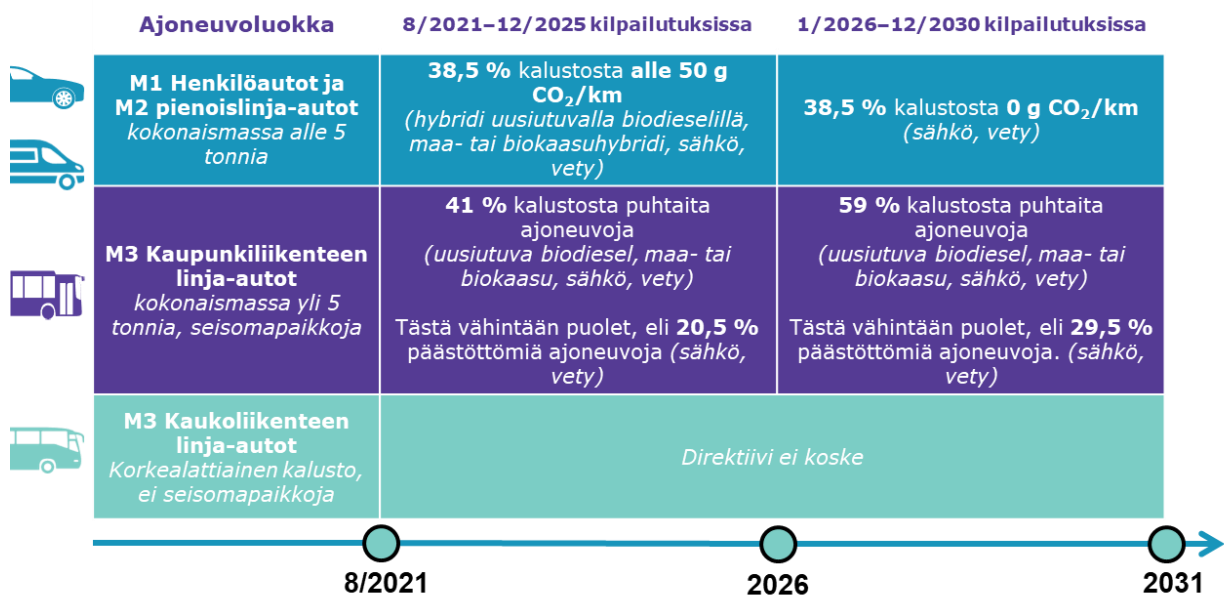 Ajoneuvoluokka
8/2021–12/2025 kilpailutuksissa
1/2026–12/2030 kilpailutuksissa
M1 Henkilöautot ja
M2 pienoislinja-autot
kokonaismassa alle 5
tonnia
38,5 % kalustosta alle 50 g
CO₂/km
(hybridi uusiutuvalla biodieselillä,
maa- tai biokaasuhybridi, sähkö,
vety)
38,5 % kalustosta 0 g CO₂/km
(sähkö, vety)
M3 Kaupunkiliikenteen
linja-autot
kokonaismassa yli 5
tonnia, seisomapaikkoja
41 % kalustosta puhtaita
ajoneuvoja
(uusiutuva biodiesel, maa- tai
biokaasu, sähkö, vety)
Tästä vähintään puolet, eli 20,5 %
päästöttömiä ajoneuvoja (sähkö,
vety)
59 % kalustosta puhtaita
ajoneuvoja
(uusiutuva biodiesel, maa- tai
biokaasu, sähkö, vety)
Tästä vähintään puolet, eli 29,5 %
päästöttömiä ajoneuvoja. (sähkö,
vety)
M3 Kaukoliikenteen
linja-autot
Korkealattiainen kalusto,
ei seisomapaikkoja
Direktiivi ei koske
8/2021
2026
2031